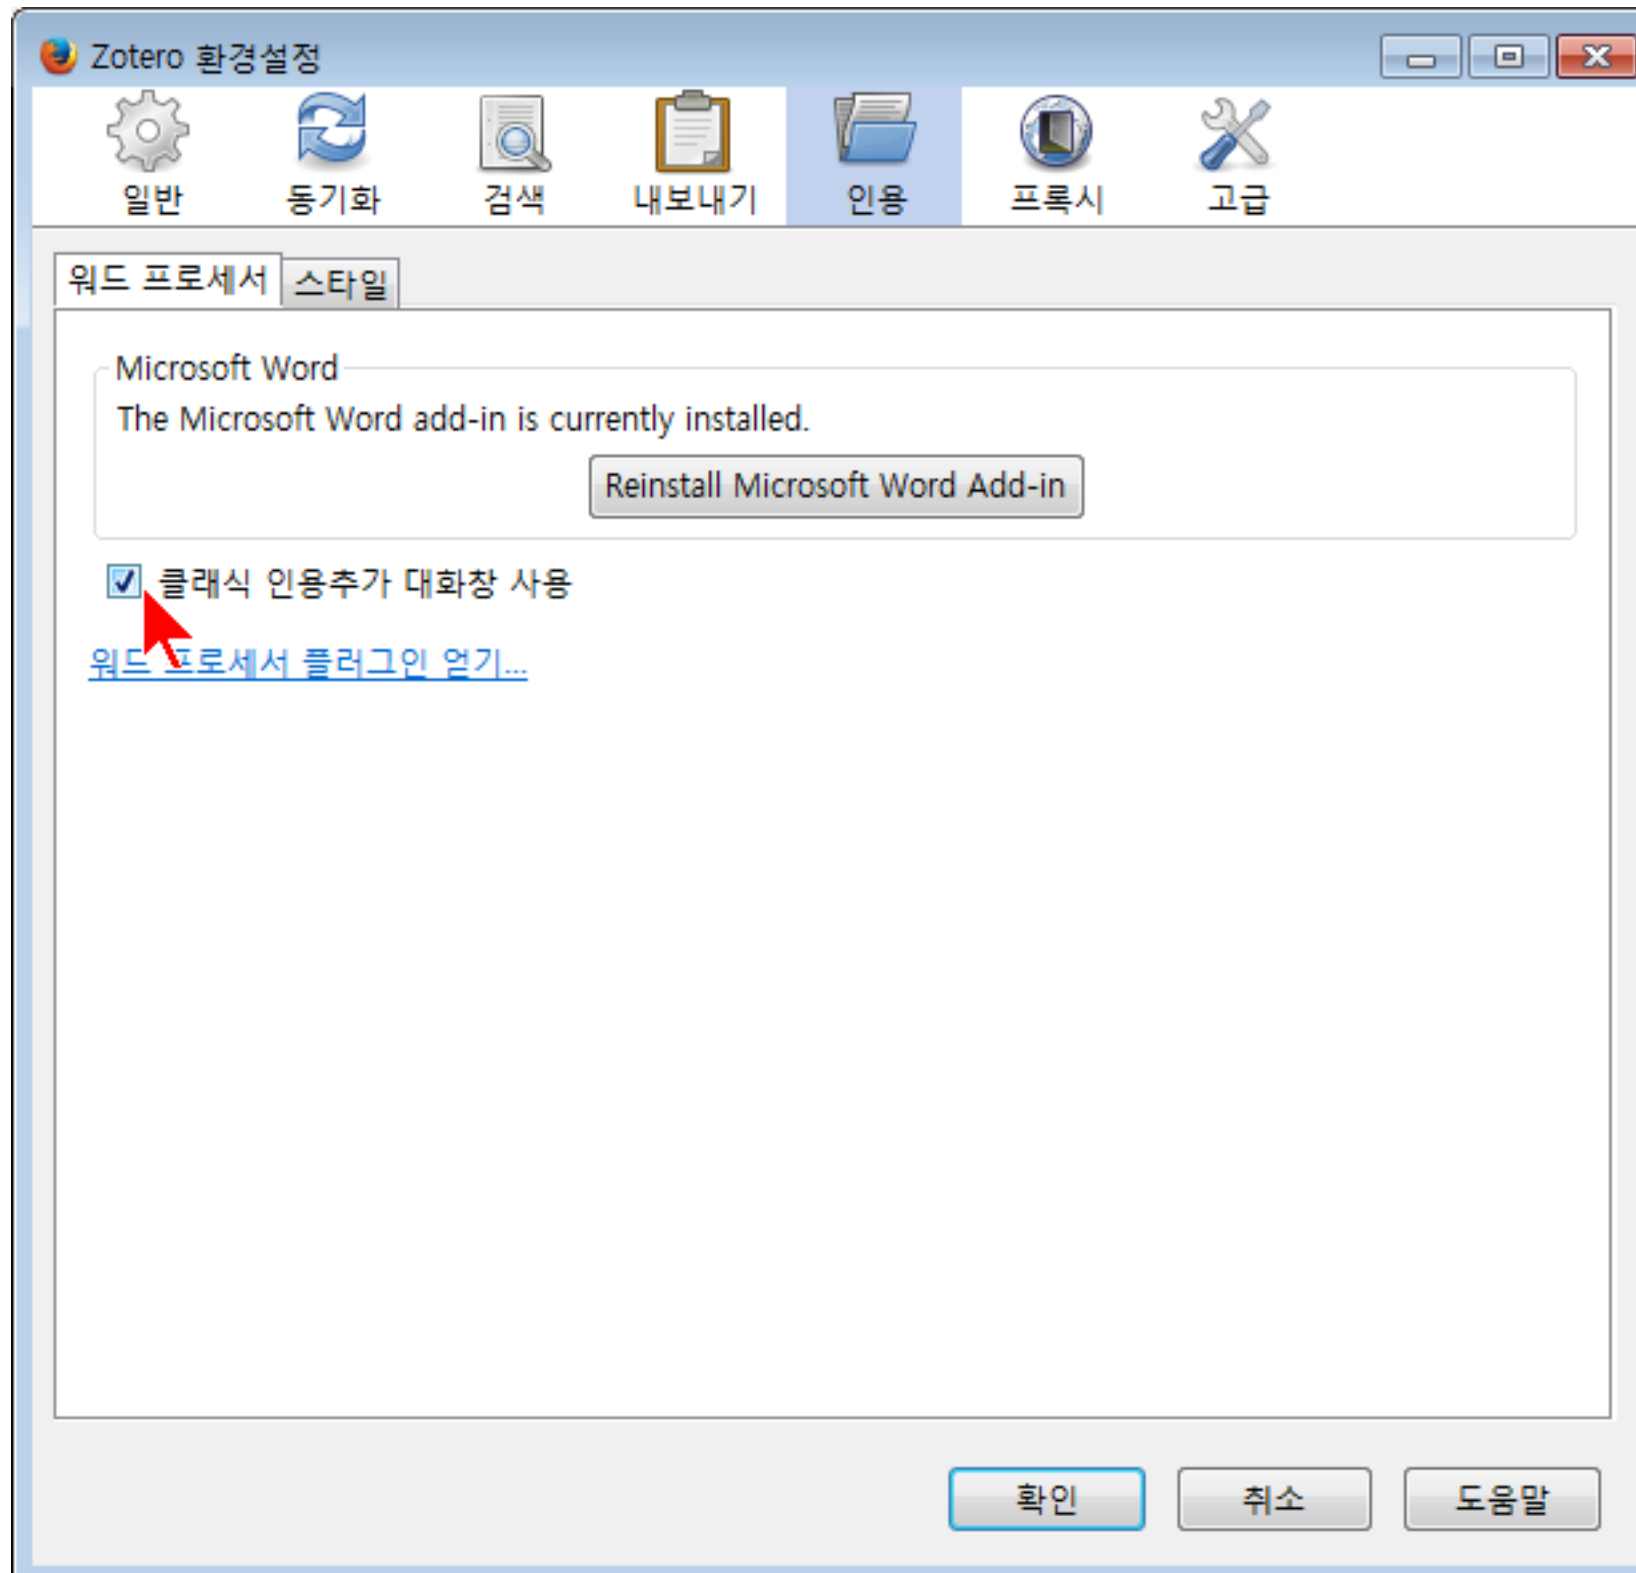 Zotero 환경설정
일반 동기화 검색 내보내기 인용 프록시 고급
워드 프로세서 스타일
Microsoft Word
The Microsoft Word add-in is currently installed.
Reinstall Microsoft Word Add-in
클래식 인용추가 대화창 사용
워드 프로세서 플러그인 얻기...
확인 취소 도움말